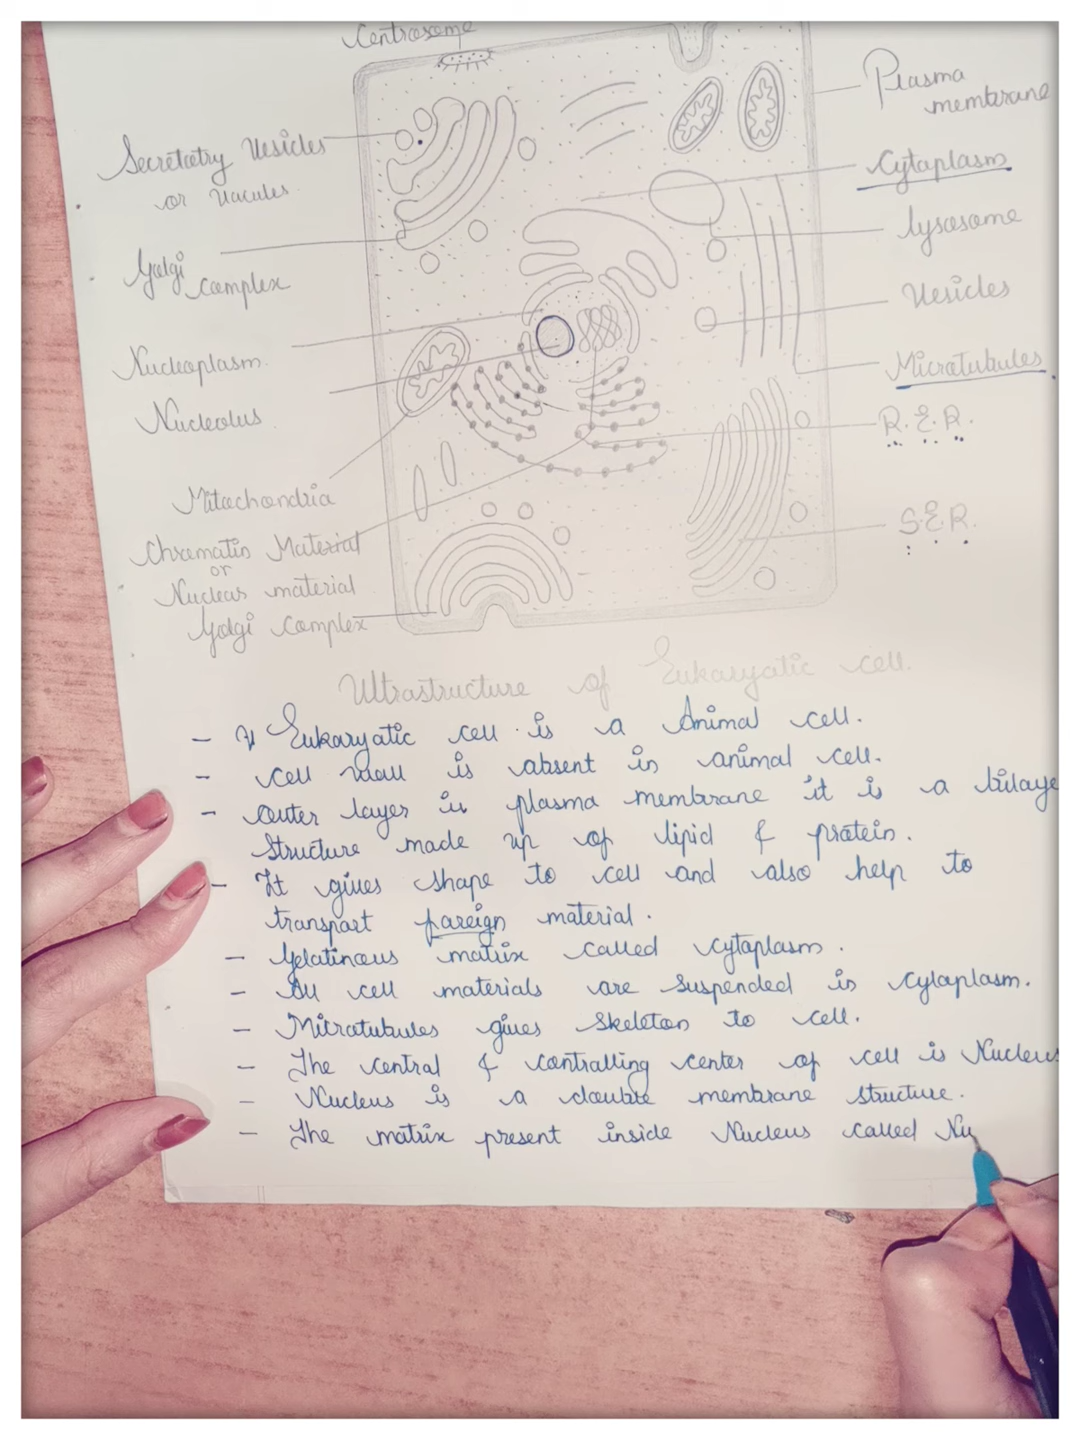 Centrosome
Plasma
membrane
Secretetry Vesicles
or Vacules
Cytoplasm
Lysosome
Golgi
complex
Vesicles
Nucleoplasm
Microtubules
Nucleolus
R.E.R.
Mitochondria
S.E.R.
Chromatin Material
or
Nucleas material
Golgi complex
Ultrastructure of Eukaryotic cell.
- Eukaryotic cell is a Animal cell.
- cell wall is absent in animal cell.
- outer layer is plasma membrane it is a bilaye
structure made up of lipid & protein.
- It gives shape to cell and also help to
transport foreign material.
- Gelatinous matrix called cytoplasm.
- All cell materials are suspended in cytoplasm.
- Mitratubules gives skeleton to cell.
- The central & controlling center of cell is Nucleus
- Nucleus is a double membrane structure.
- The matrix present inside Nucleus called Nu